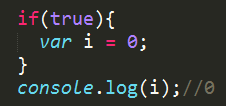 if(true){
  var i = 0;
}
console.log(i);//0